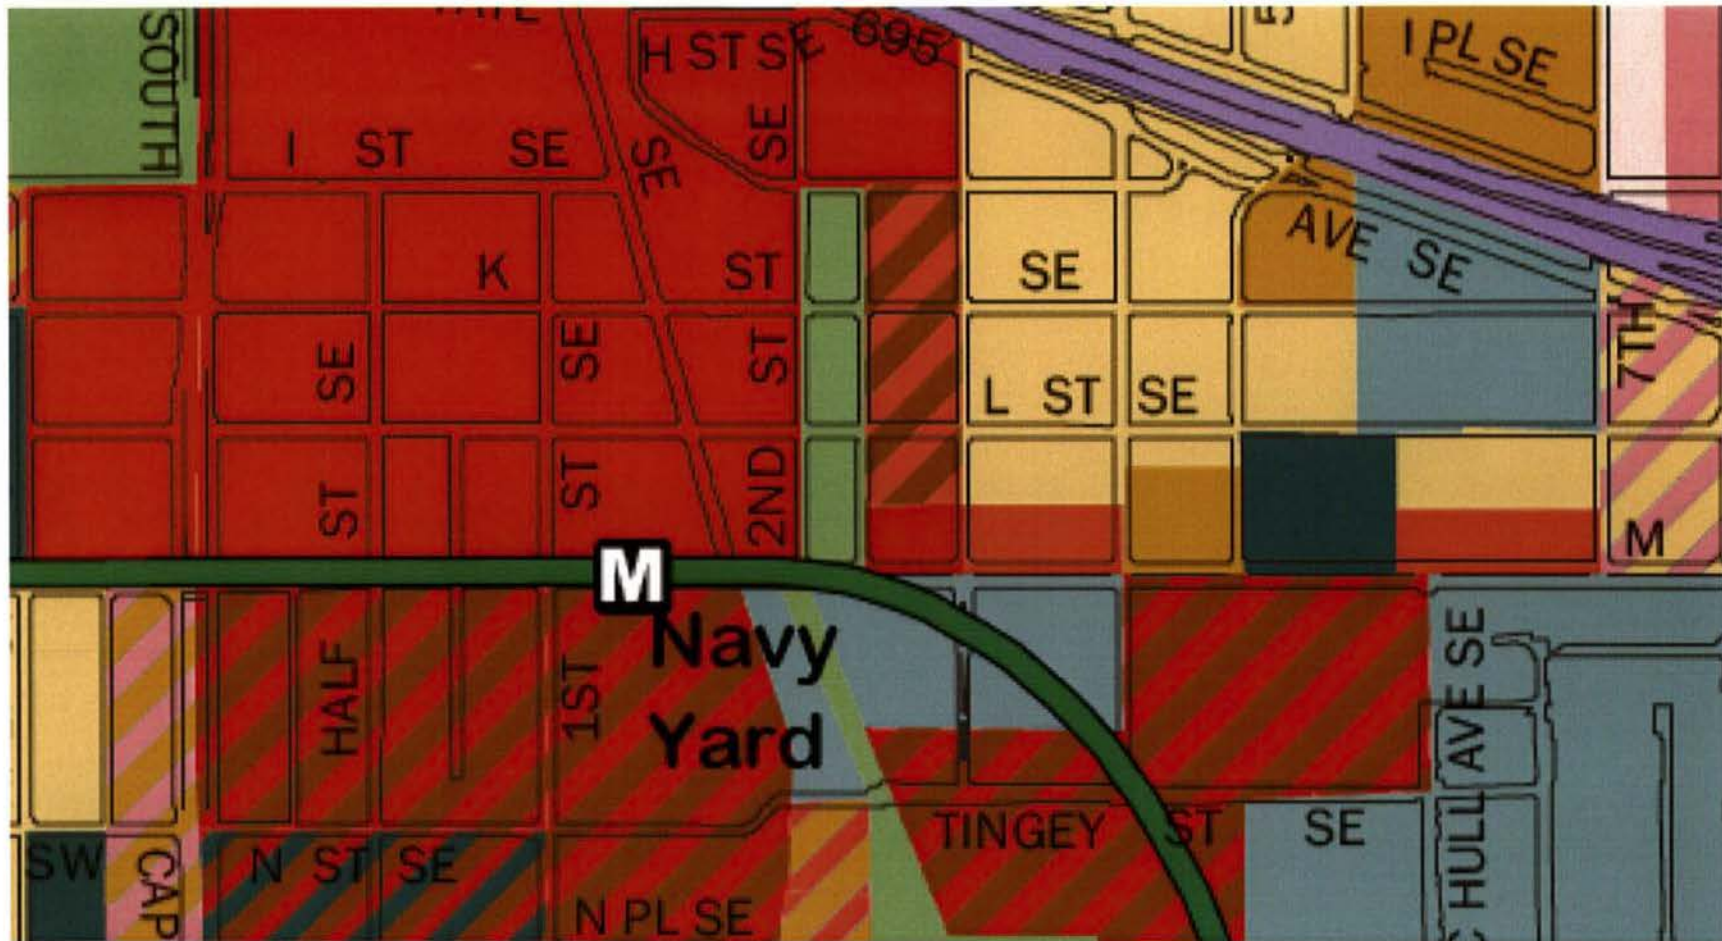 SOUTH
H ST SE
695
I PL SE
I ST SE
SE
SE
AVE SE
K ST SE
SE
SE
ST
7TH
L ST SE
ST
ST
2ND
M
M
Navy
Yard
HALF
1ST
AVE SE
HULL
TINGEY ST SE
SW
CAP
N ST SE
N PL SE